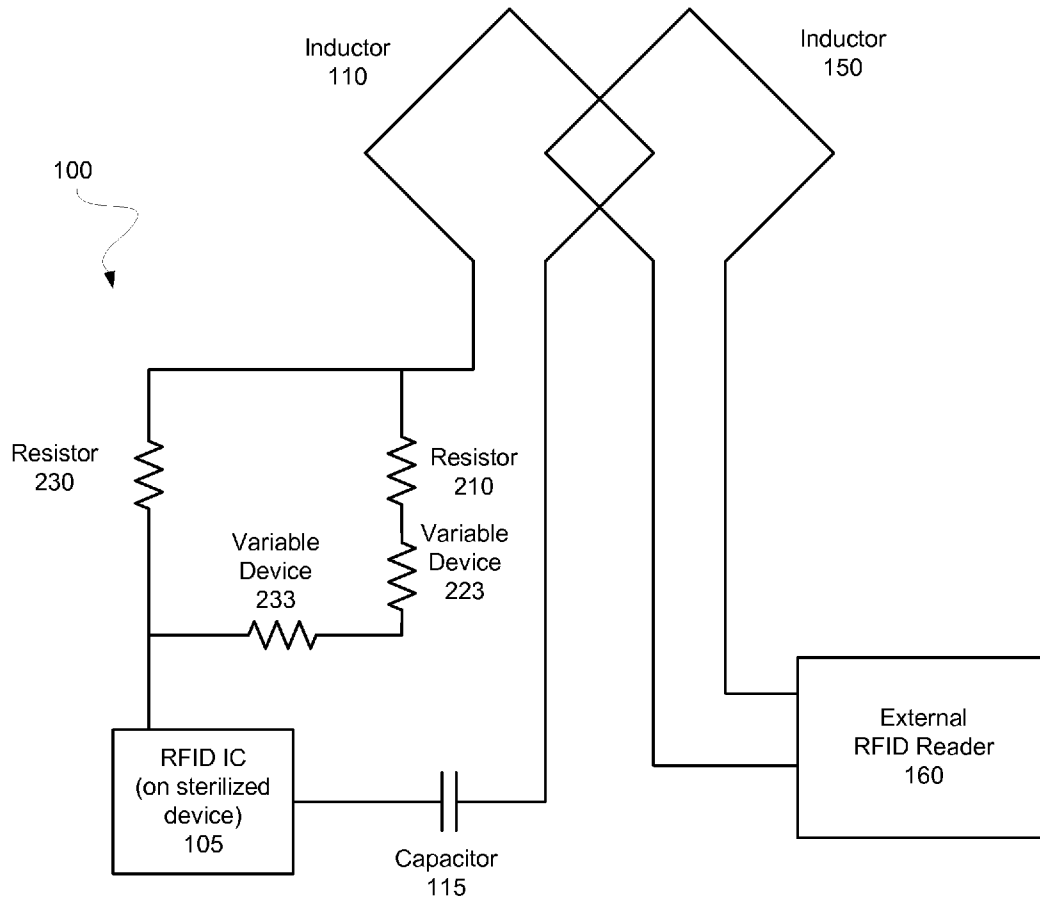 Inductor
110
Inductor
150
100
Resistor
230
Resistor
210
Variable
Device
233
Variable
Device
223
RFID IC
(on sterilized
device)
105
Capacitor
115
External
RFID Reader
160